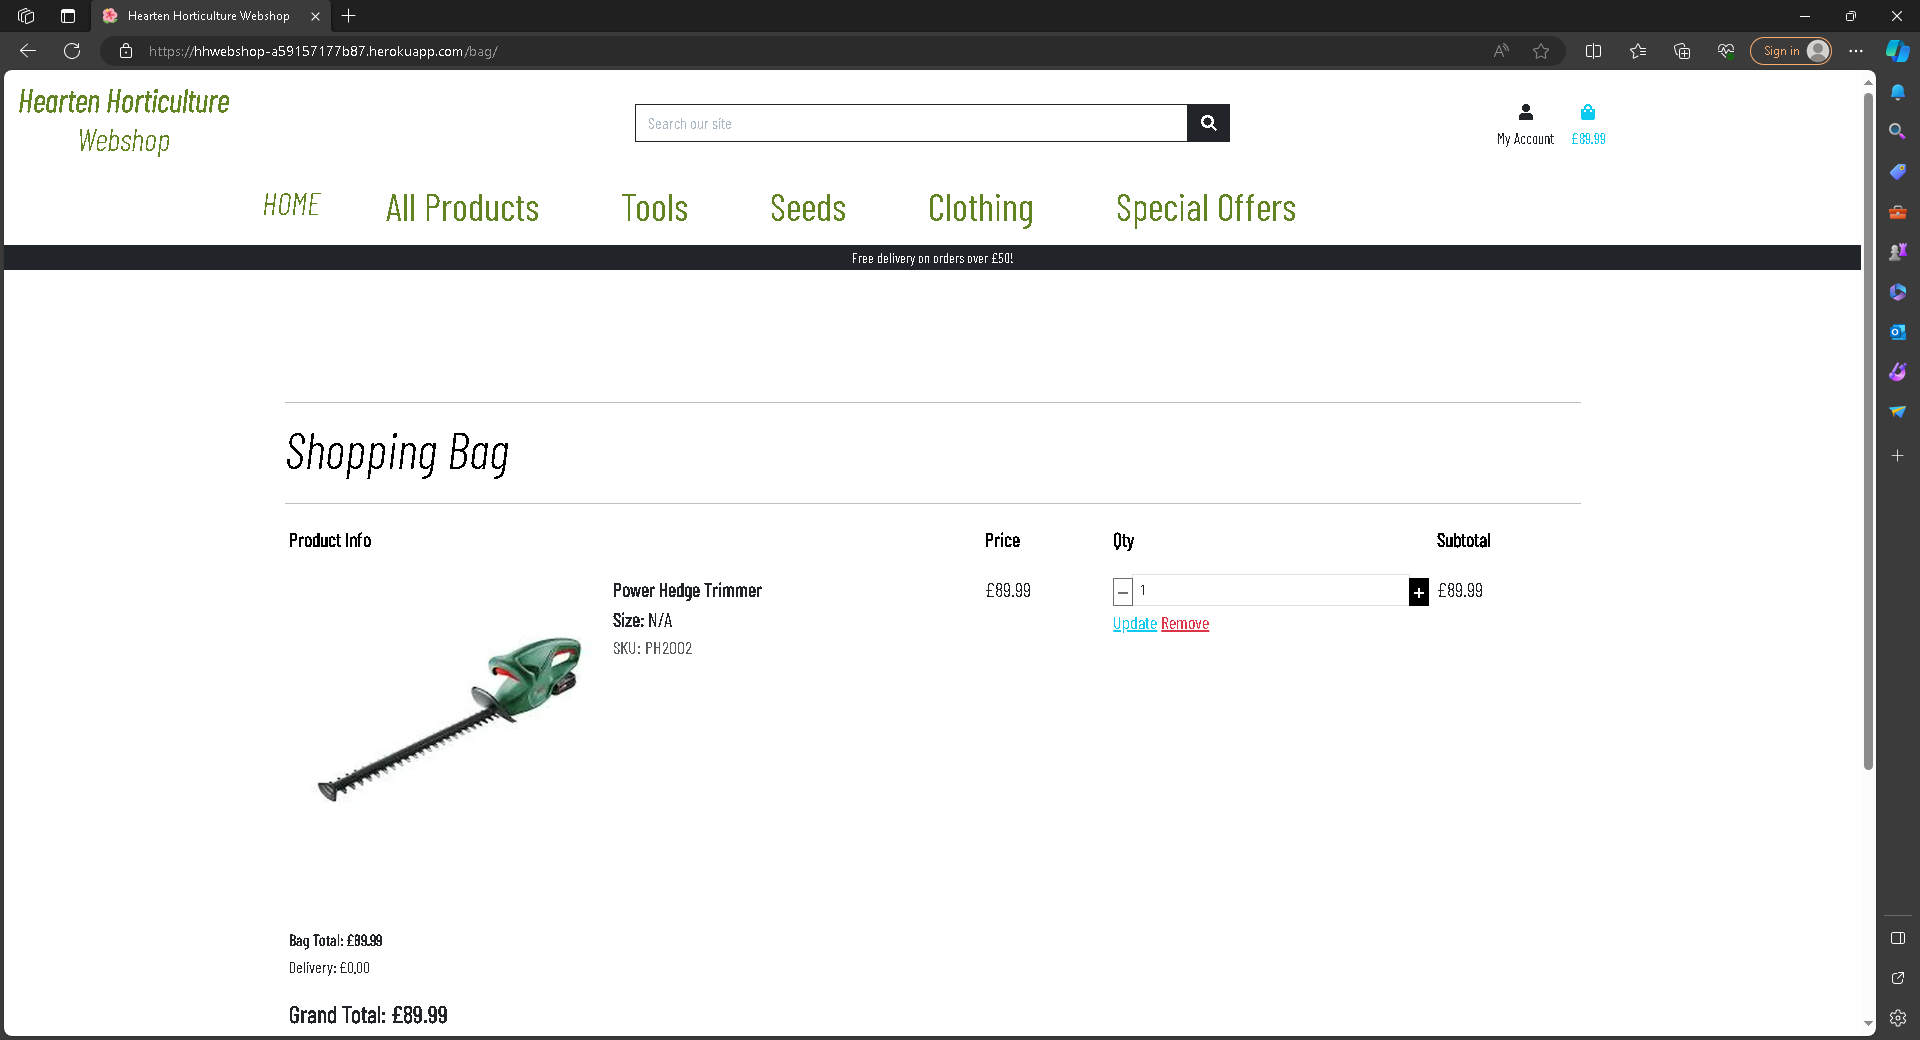 Hearten Horticulture Webshop
Sign in
https://hhwebshop-a59157177b87.herokuapp.com/bag/
Hearten Horticulture
Webshop
Search our site
My Account
£89.99
HOME
All Products
Tools
Seeds
Clothing
Special Offers
Free delivery on orders over £50!
Shopping Bag
Product Info
Price
Qty
Subtotal
Power Hedge Trimmer
£89.99
1
£89.99
Size: N/A
Update Remove
SKU: PH2002
Bag Total: £89.99
Delivery: £0.00
Grand Total: £89.99